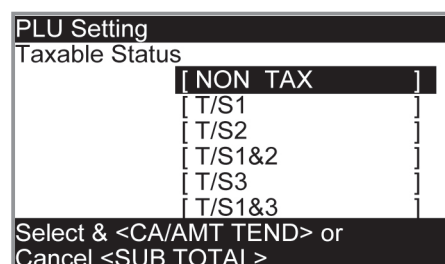 PLU Setting
Taxable Status
[ NON TAX ]
[ T/S1 ]
[ T/S2 ]
[ T/S1&2 ]
[ T/S3 ]
[ T/S1&3 ]
Select & <CA/AMT TEND> or
Cancel <SUB TOTAL>